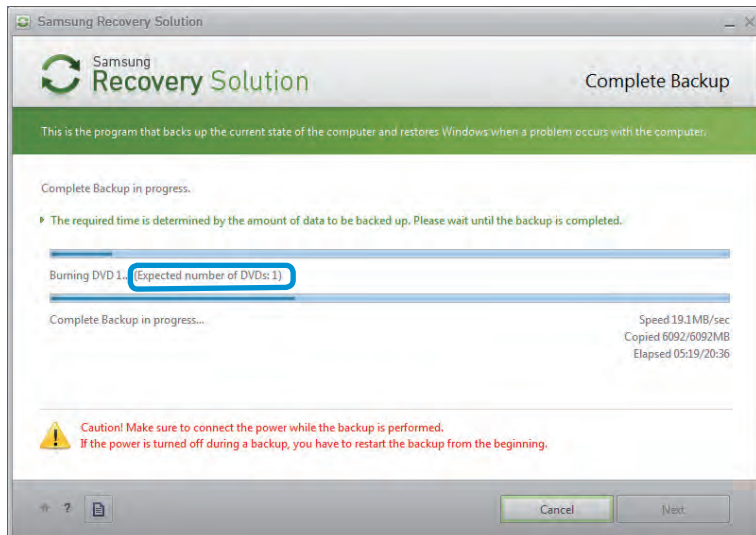 Samsung Recovery Solution
Samsung
Recovery Solution
Complete Backup
This is the program that backs up the current state of the computer and restores Windows when a problem occurs with the computer.
Complete Backup in progress.
The required time is determined by the amount of data to be backed up. Please wait until the backup is completed.
Burning DVD 1.. (Expected number of DVDs: 1)
Complete Backup in progress...
Speed 19.1MB/sec
Copied 6092/6092MB
Elapsed 05:19/20:36
Caution! Make sure to connect the power while the backup is performed.
If the power is turned off during a backup, you have to restart the backup from the beginning.
?
Cancel
Next